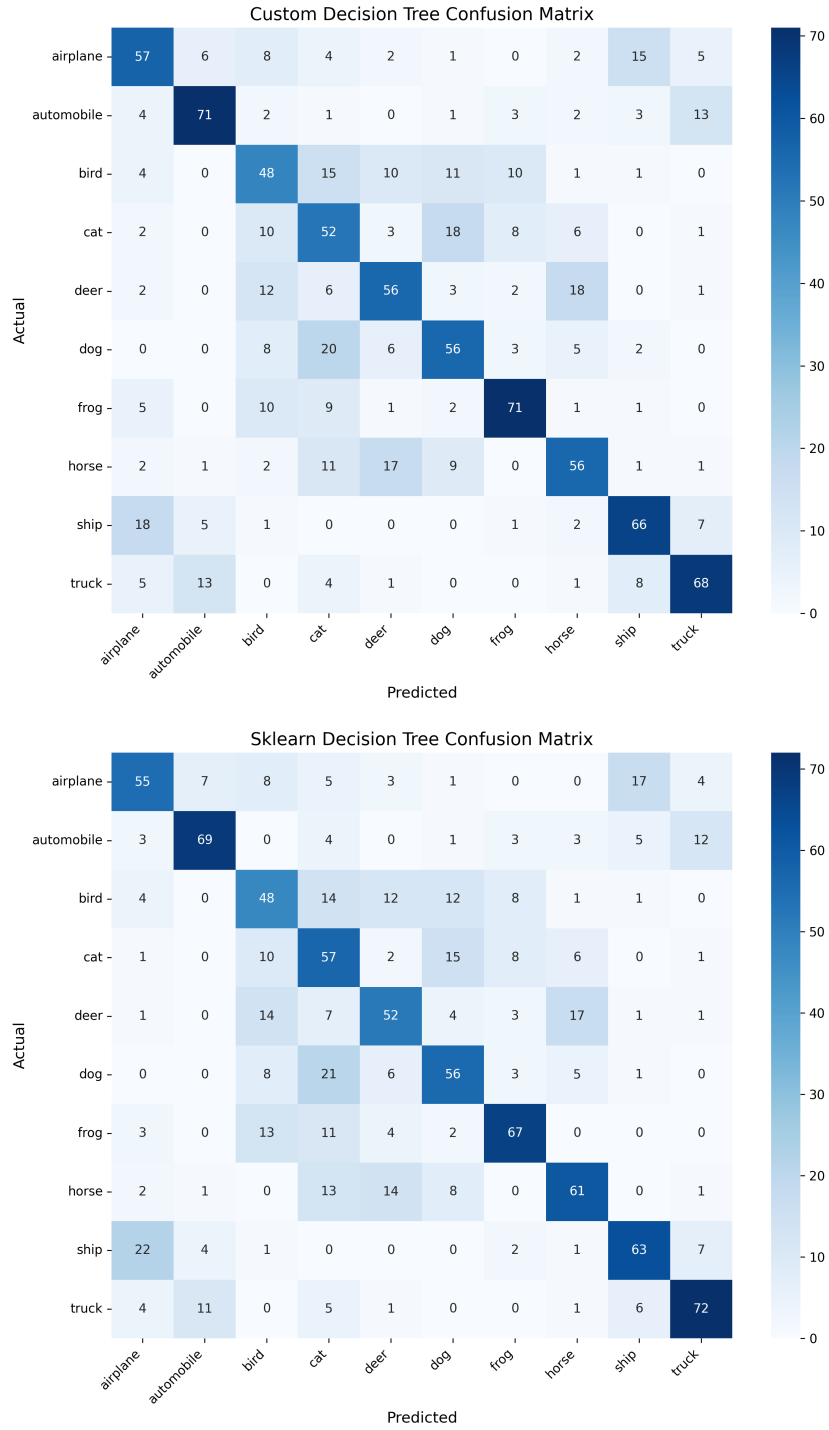 Custom Decision Tree Confusion Matrix
airplane 57 6 8 4 2 1 0 2 15 5
automobile 4 71 2 1 0 1 3 2 3 13
bird 4 0 48 15 10 11 10 1 1 0
cat 2 0 10 52 3 18 8 6 0 1
deer 2 0 12 6 56 3 2 18 0 1
dog 0 0 8 20 6 56 3 5 2 0
frog 5 0 10 9 1 2 71 1 1 0
horse 2 1 2 11 17 9 0 56 1 1
ship 18 5 1 0 0 0 1 2 66 7
truck 5 13 0 4 1 0 0 1 8 68
Actual
airplane automobile bird cat deer dog frog horse ship truck
Predicted
70
60
50
40
30
20
10
0
Sklearn Decision Tree Confusion Matrix
airplane 55 7 8 5 3 1 0 0 17 4
automobile 3 69 0 4 0 1 3 3 5 12
bird 4 0 48 14 12 12 8 1 1 0
cat 1 0 10 57 2 15 8 6 0 1
deer 1 0 14 7 52 4 3 17 1 1
dog 0 0 8 21 6 56 3 5 1 0
frog 3 0 13 11 4 2 67 0 0 0
horse 2 1 0 13 14 8 0 61 0 1
ship 22 4 1 0 0 0 2 1 63 7
truck 4 11 0 5 1 0 0 1 6 72
Actual
airplane automobile bird cat deer dog frog horse ship truck
Predicted
70
60
50
40
30
20
10
0